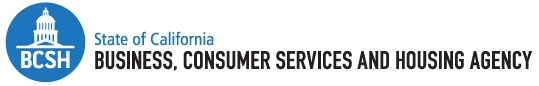 BCSH
State of California
BUSINESS, CONSUMER SERVICES AND HOUSING AGENCY